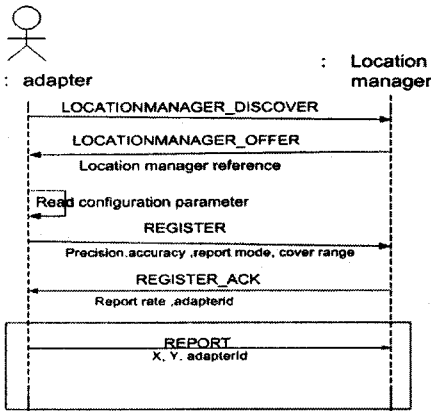 : adapter
: Location manager
LOCATIONMANAGER_DISCOVER
LOCATIONMANAGER_OFFER
Location manager reference
Read configuration parameter
REGISTER
Precision.accuracy ,report mode, cover range
REGISTER_ACK
Report rate ,adapterId
REPORT
X, Y. adapterId